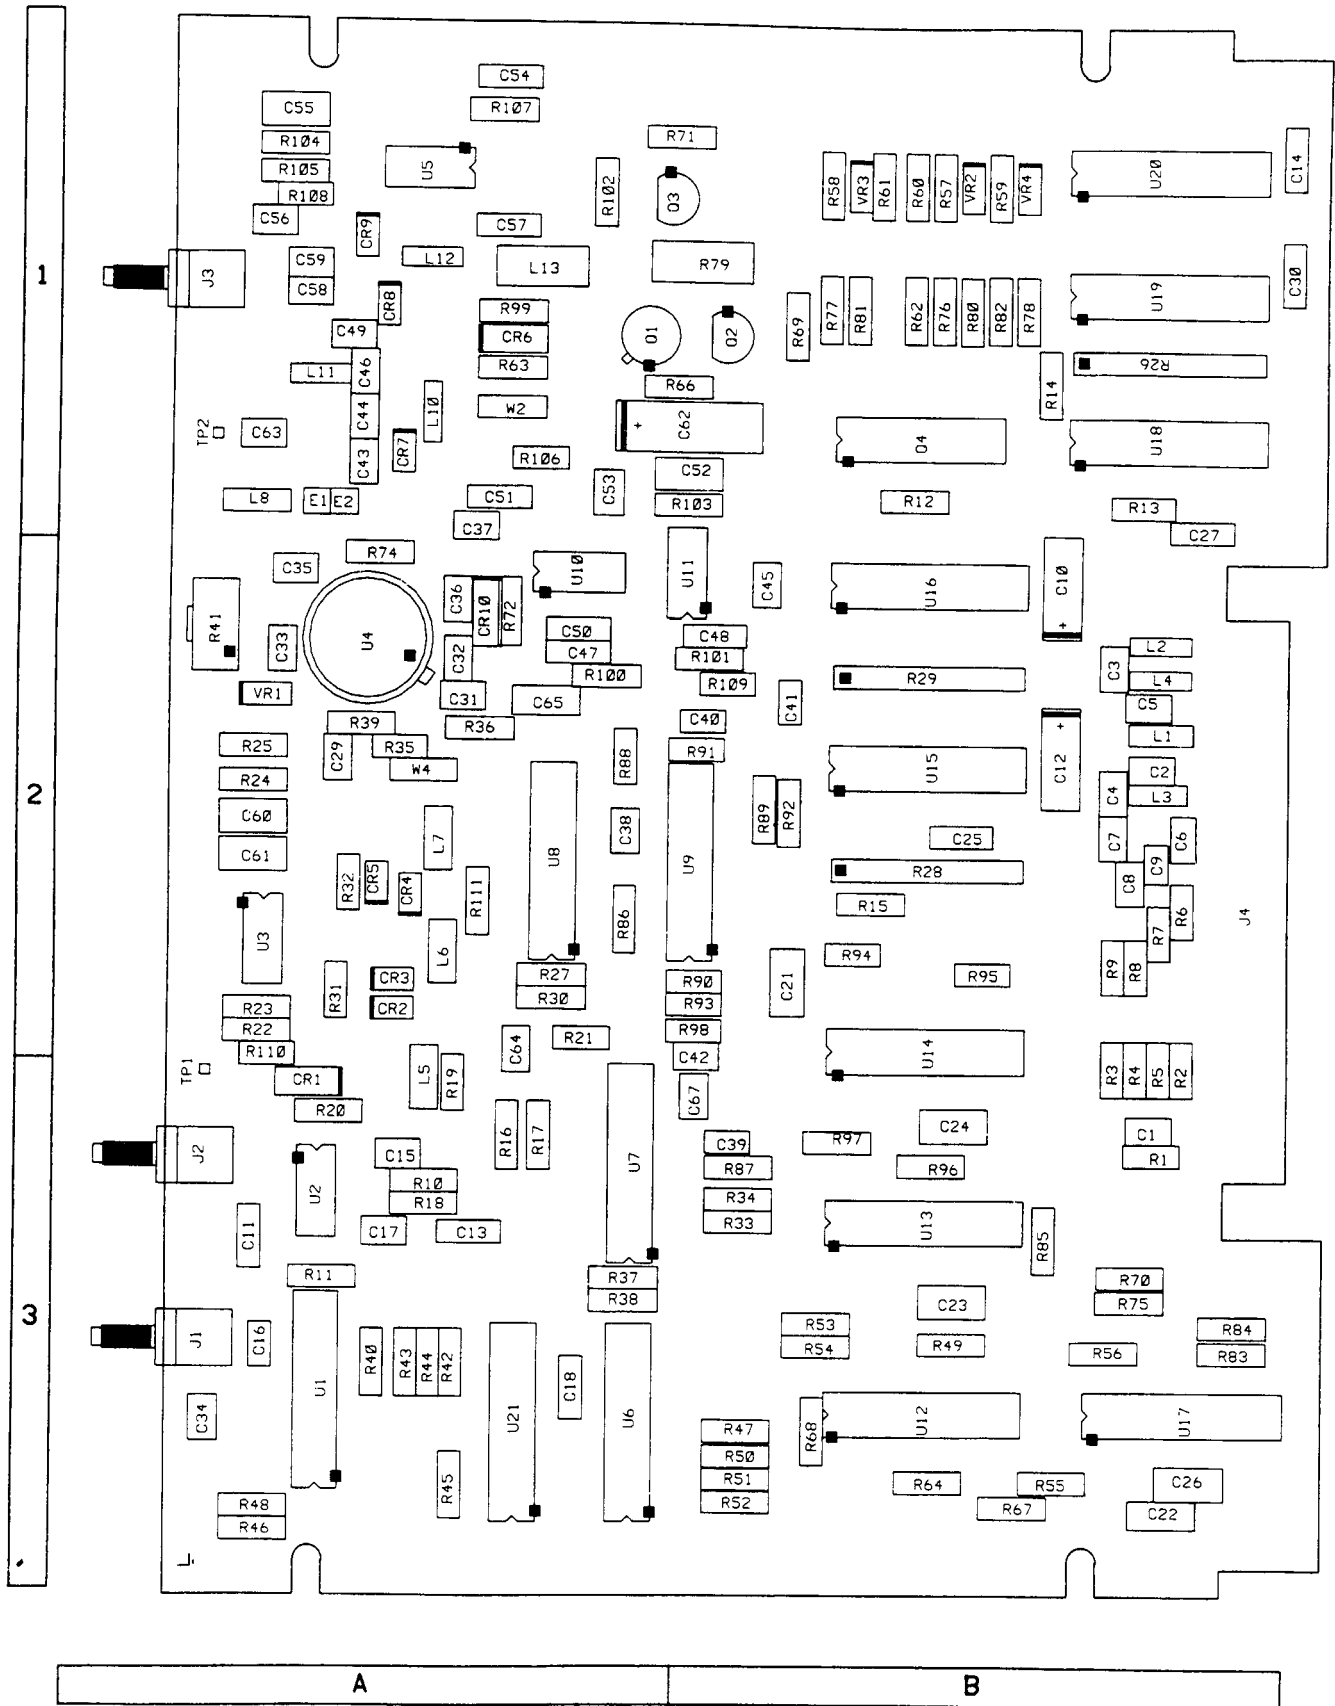 C54
C55
R107
R104
R71
R105
U5
R58
VR3
R61
R60
R57
VR2
R59
VR4
U20
C14
R108
R102
Q3
C56
CR9
C57
1
J3
C59
L12
L13
R79
U19
C30
C58
CR8
R99
R77
R81
R62
R76
R80
R82
R78
C49
CR6
Q1
Q2
R69
L11
C46
R63
R26
R66
R14
TP2
C63
C44
L10
W2
C62
+
Q4
U18
C43
CR7
R106
C52
C53
L8
E1
E2
C51
R103
R12
R13
C37
C27
R74
C35
U10
U11
C45
U16
C10
+
R41
C33
U4
C36
CR10
R72
C50
C48
L2
C32
C47
R101
C3
R100
R109
R29
L4
VR1
C31
C65
C41
C5
R39
R36
C40
+
L1
R25
C29
R35
R88
R91
U15
C12
W4
C2
R24
L3
2
C60
L7
C38
R89
R92
C4
C25
C7
C6
C61
U8
U9
C9
R32
CR5
CR4
R28
C8
R111
R15
R6
J4
U3
R86
R7
L6
R94
R9
R8
CR3
R27
R90
C21
R95
R31
R23
CR2
R30
R93
R22
C64
R21
R98
U14
R110
C42
TP1
CR1
L5
R19
R3
R4
R5
R2
C67
R20
C24
R16
R17
C39
R97
C1
J2
C15
U7
R87
R96
R1
U2
R10
R34
R18
R33
U13
C11
C17
C13
R85
R11
R37
R70
R38
C23
R75
3
J1
C16
R53
R84
R40
R43
R44
R42
R54
R49
R56
R83
U1
C18
C34
U21
U6
R47
R68
U12
U17
R50
R45
R51
R64
R55
C26
R48
R52
R67
C22
R46
L
A
B